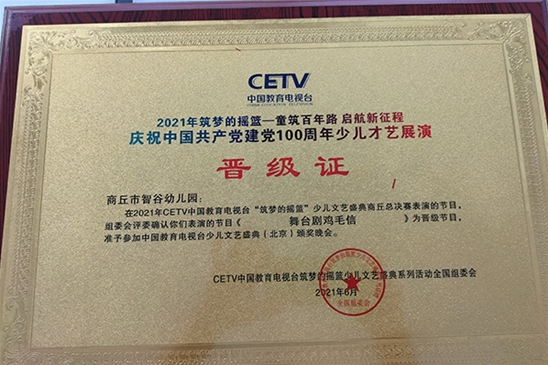 CETV
中国教育电视台
CHINA EDUCATION TELEVISION
2021年筑梦的摇篮—童筑百年路 启航新征程
庆祝中国共产党建党100周年少儿才艺展演
晋级证
商丘市智谷幼儿园：
在2021年CETV中国教育电视台“筑梦的摇篮”少儿文艺盛典商丘总决赛表演的节目，
组委会评委确认你们表演的节目《 舞台剧鸡毛信 》为晋级节目，
准予参加中国教育电视台少儿文艺盛典（北京）颁奖晚会。
CETV中国教育电视台筑梦的摇篮少儿文艺盛典系列活动全国组委会
2021年6月
全国组委会